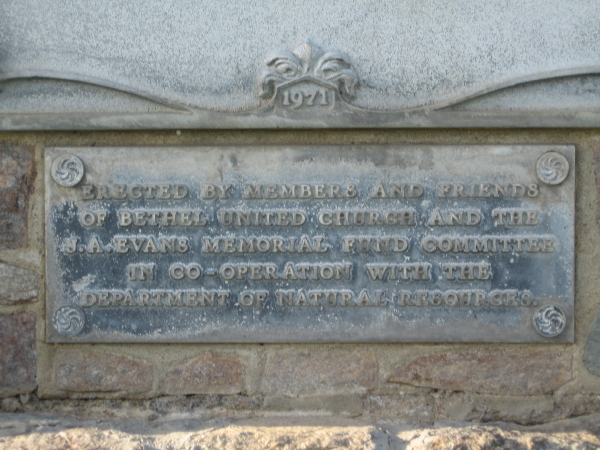 1971
ERECTED BY MEMBERS AND FRIENDS
OF BETHEL UNITED CHURCH AND THE
J. A. EVANS MEMORIAL FUND COMMITTEE
IN CO-OPERATION WITH THE
DEPARTMENT OF NATURAL RESOURCES.